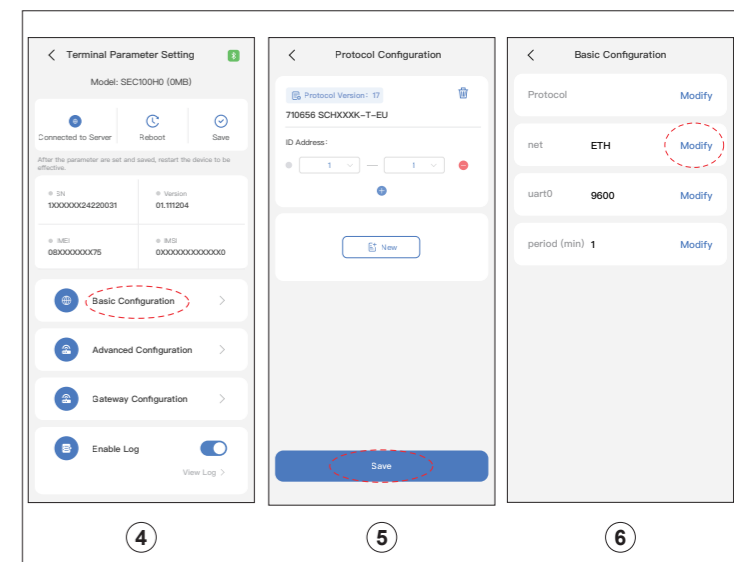 Terminal Parameter Setting
Model: SEC100H0 (0MB)
Connected to Server
Reboot
Save
After the parameter are set and saved, restart the device to be
effective.
SN
1XXXXXX24220031
Version
01.111204
IMEI
08XXXXXXX75
IMSI
0XXXXXXXXXXXX0
Basic Configuration
Advanced Configuration
Gateway Configuration
Enable Log
View Log >
4
Protocol Configuration
Protocol Version: 17
710656 SCHXXXK-T-EU
ID Address:
1 — 1
New
Save
5
Basic Configuration
Protocol Modify
net ETH Modify
uart0 9600 Modify
period (min) 1 Modify
6